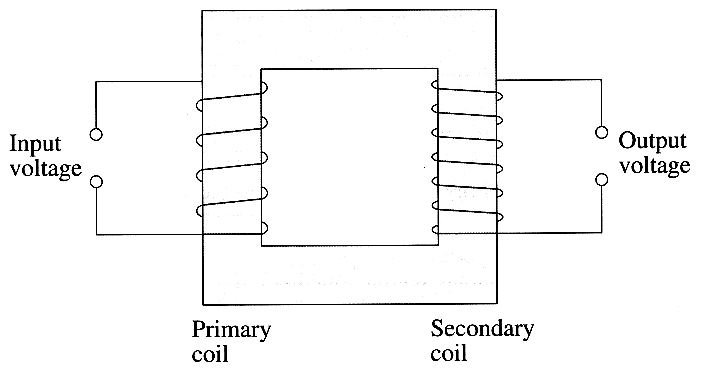 Input
voltage
Output
voltage
Primary
coil
Secondary
coil